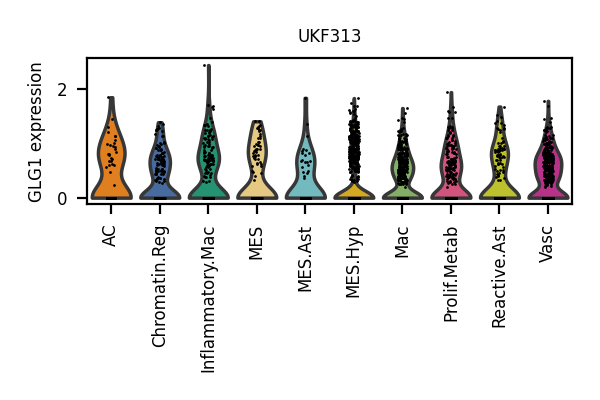 UKF313
GLG1 expression
2
0
AC
Chromatin.Reg
Inflammatory.Mac
MES
MES.Ast
MES.Hyp
Mac
Prolif.Metab
Reactive.Ast
Vasc